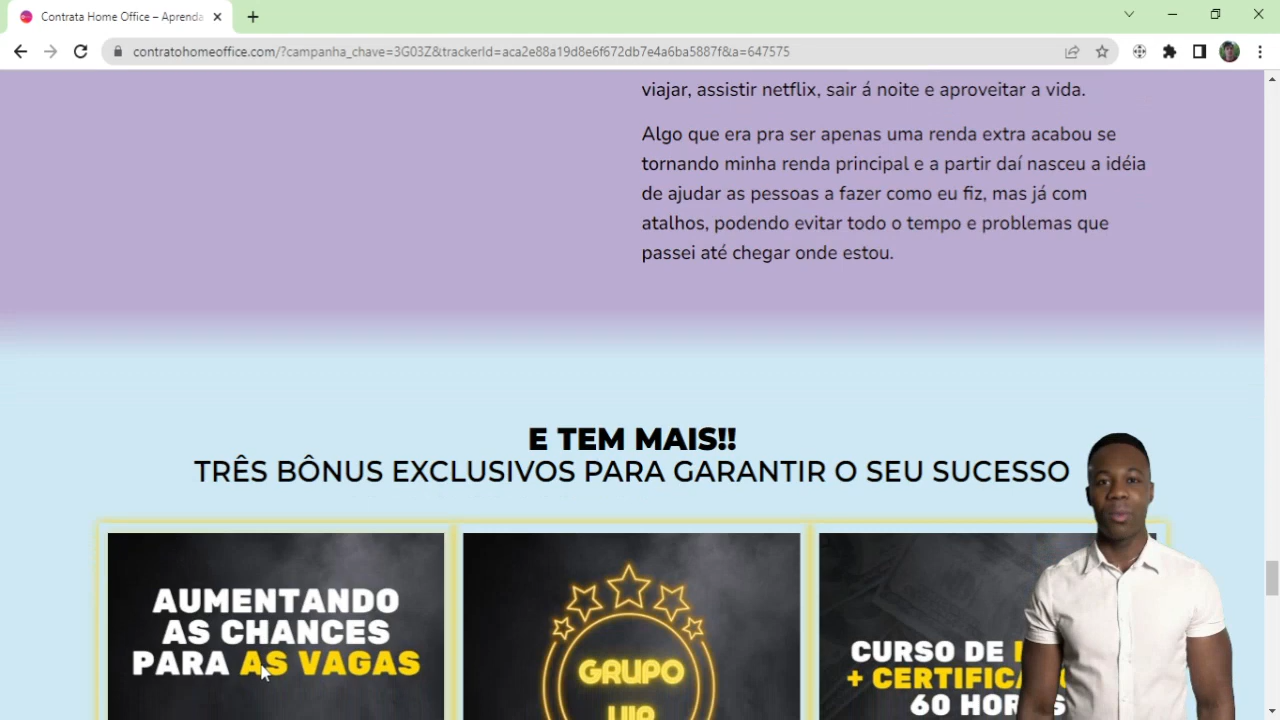 Contrata Home Office – Aprenda
contratohomeoffice.com/?campanha_chave=3G03Z&trackerId=aca2e88a19d8e6f672db7e4a6ba5887f&a=647575
viajar, assistir netflix, sair á noite e aproveitar a vida.
Algo que era pra ser apenas uma renda extra acabou se
tornando minha renda principal e a partir daí nasceu a idéia
de ajudar as pessoas a fazer como eu fiz, mas já com
atalhos, podendo evitar todo o tempo e problemas que
passei até chegar onde estou.
E TEM MAIS!!
TRÊS BÔNUS EXCLUSIVOS PARA GARANTIR O SEU SUCESSO
AUMENTANDO
AS CHANCES
PARA AS VAGAS
GRUPO
CURSO DE
60